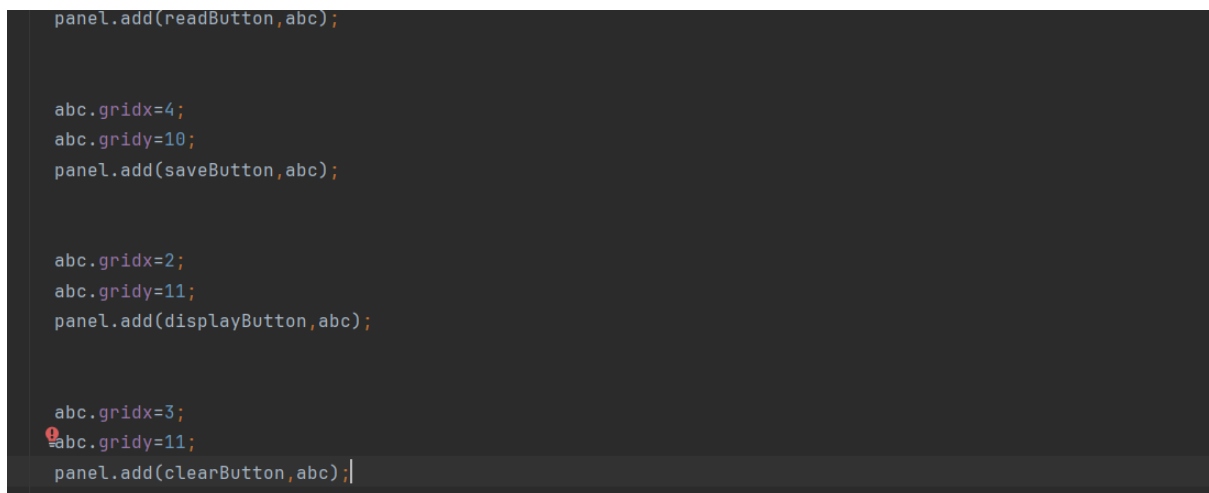 panel.add(readButton,abc);
abc.gridx=4;
abc.gridy=10;
panel.add(saveButton,abc);
abc.gridx=2;
abc.gridy=11;
panel.add(displayButton,abc);
abc.gridx=3;
abc.gridy=11;
panel.add(clearButton,abc);